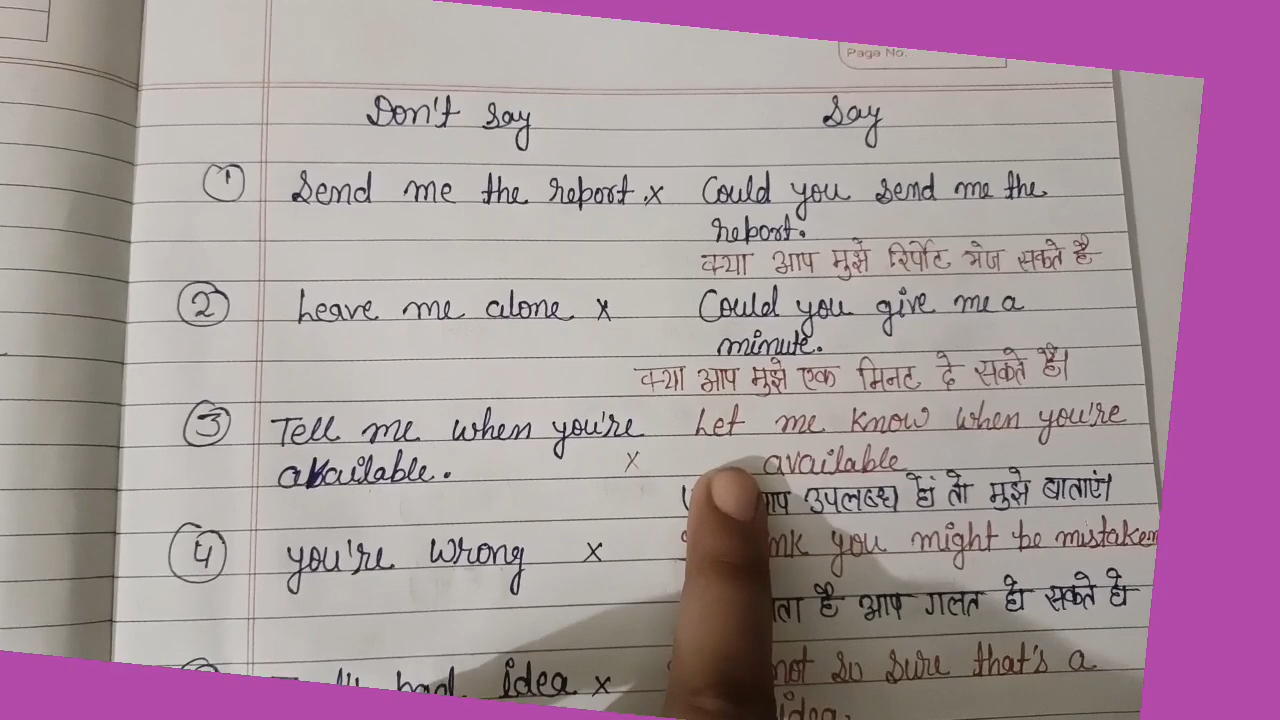 Page No.
Don't say Say
① Send me the report. x Could you send me the
report.
क्या आप मुझे रिर्पोट भेज सकते है
② Leave me alone x Could you give me a
minute.
क्या आप मुझे एक मिनट दे सकते है।
③ Tell me when you're Let me know when you're
available. x available
उपलब्ध हों तो मुझे बाताएं।
④ you're wrong x you might be mistaken
है आप गलत हो सकते हो
bad idea x not so sure that's a
idea.